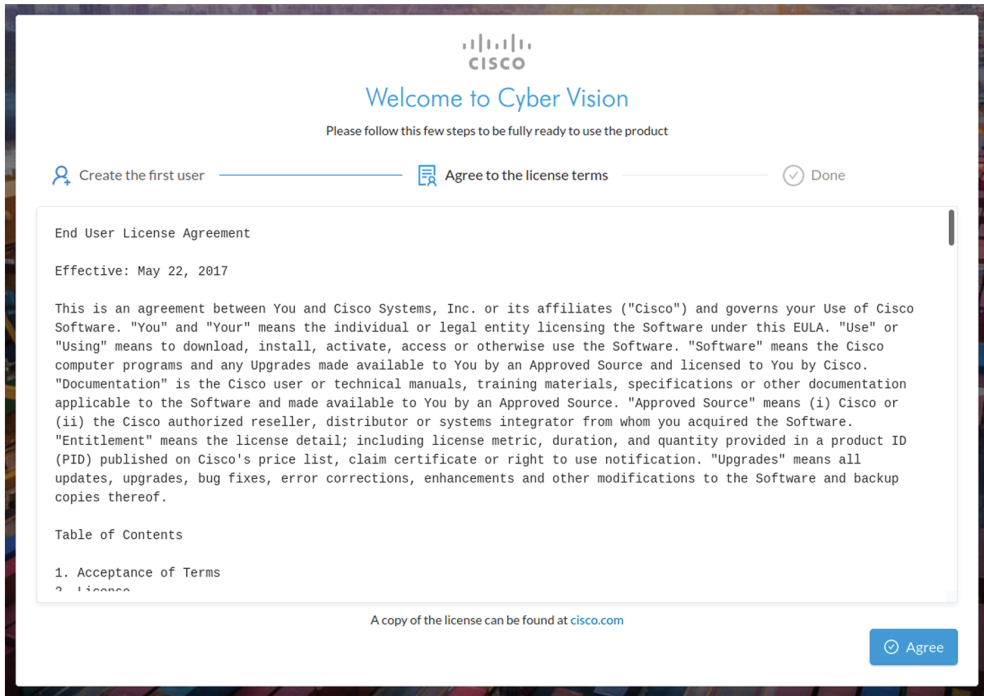 CISCO
Welcome to Cyber Vision
Please follow this few steps to be fully ready to use the product
Create the first user
Agree to the license terms
Done
End User License Agreement
Effective: May 22, 2017
This is an agreement between You and Cisco Systems, Inc. or its affiliates ("Cisco") and governs your Use of Cisco
Software. "You" and "Your" means the individual or legal entity licensing the Software under this EULA. "Use" or
"Using" means to download, install, activate, access or otherwise use the Software. "Software" means the Cisco
computer programs and any Upgrades made available to You by an Approved Source and licensed to You by Cisco.
"Documentation" is the Cisco user or technical manuals, training materials, specifications or other documentation
applicable to the Software and made available to You by an Approved Source. "Approved Source" means (i) Cisco or
(ii) the Cisco authorized reseller, distributor or systems integrator from whom you acquired the Software.
"Entitlement" means the license detail; including license metric, duration, and quantity provided in a product ID
(PID) published on Cisco's price list, claim certificate or right to use notification. "Upgrades" means all
updates, upgrades, bug fixes, error corrections, enhancements and other modifications to the Software and backup
copies thereof.
Table of Contents
1. Acceptance of Terms
2. License
A copy of the license can be found at cisco.com
Agree